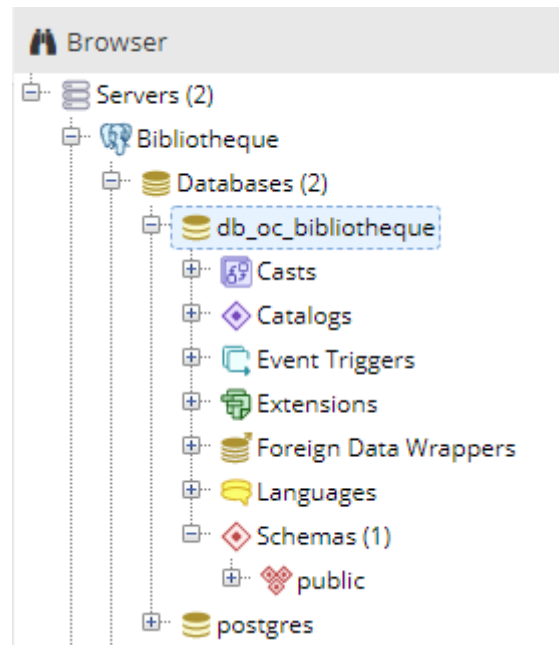 Browser
Servers (2)
Bibliotheque
Databases (2)
db_oc_bibliotheque
Casts
Catalogs
Event Triggers
Extensions
Foreign Data Wrappers
Languages
Schemas (1)
public
postgres